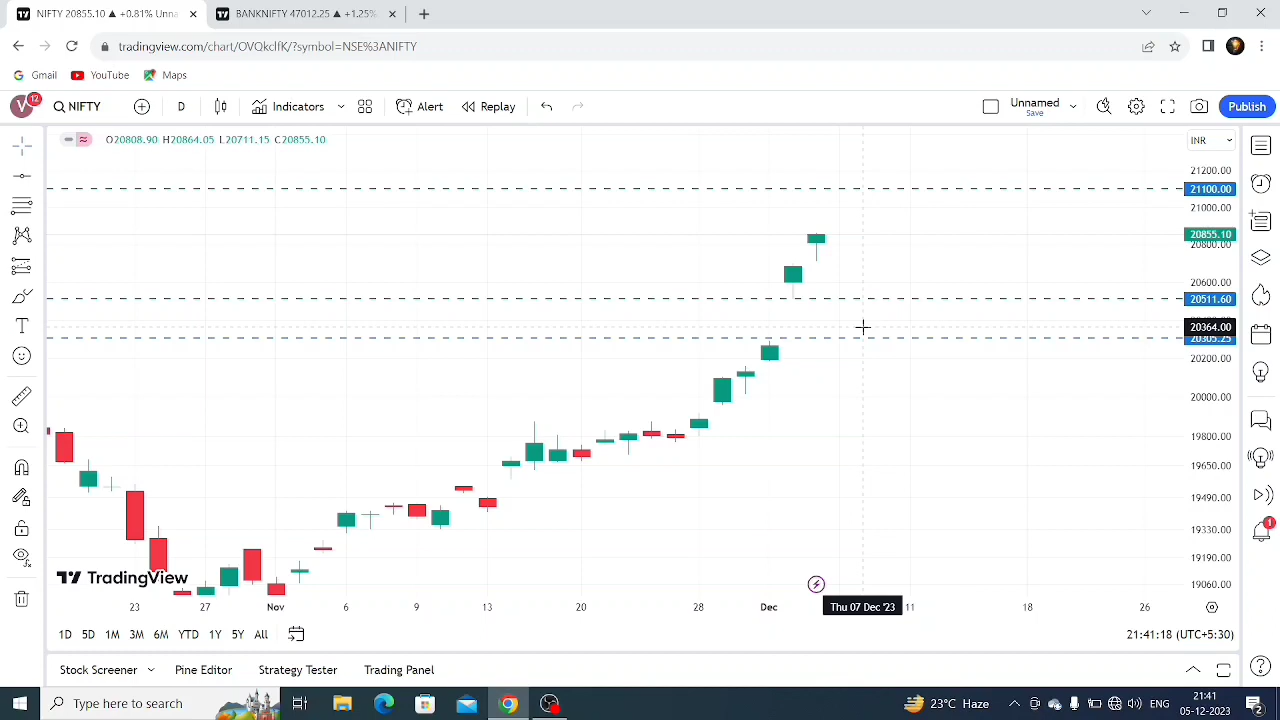 NIFTY 20855.10 ▲ +0.81% Unna
BANKNIFTY 47012.25 ▲ +1.25%
tradingview.com/chart/OVQkclfK/?symbol=NSE%3ANIFTY
Gmail
YouTube
Maps
V
12
NIFTY
D
Indicators
Alert
Replay
Unnamed
Save
Publish
O20808.90 H20864.05 L20711.15 C20855.10
INR
21200.00
21100.00
21000.00
20855.10
20800.00
20600.00
20511.60
20364.00
20305.25
20200.00
20000.00
19800.00
19650.00
19490.00
19330.00
19190.00
19060.00
TradingView
23
27
Nov
6
9
13
20
28
Dec
Thu 07 Dec '23
11
18
26
1D
5D
1M
3M
6M
YTD
1Y
5Y
All
21:41:18 (UTC+5:30)
Stock Screener
Pine Editor
Strategy Tester
Trading Panel
1
Type here to search
23°C Haze
ENG
21:41
05-12-2023
2